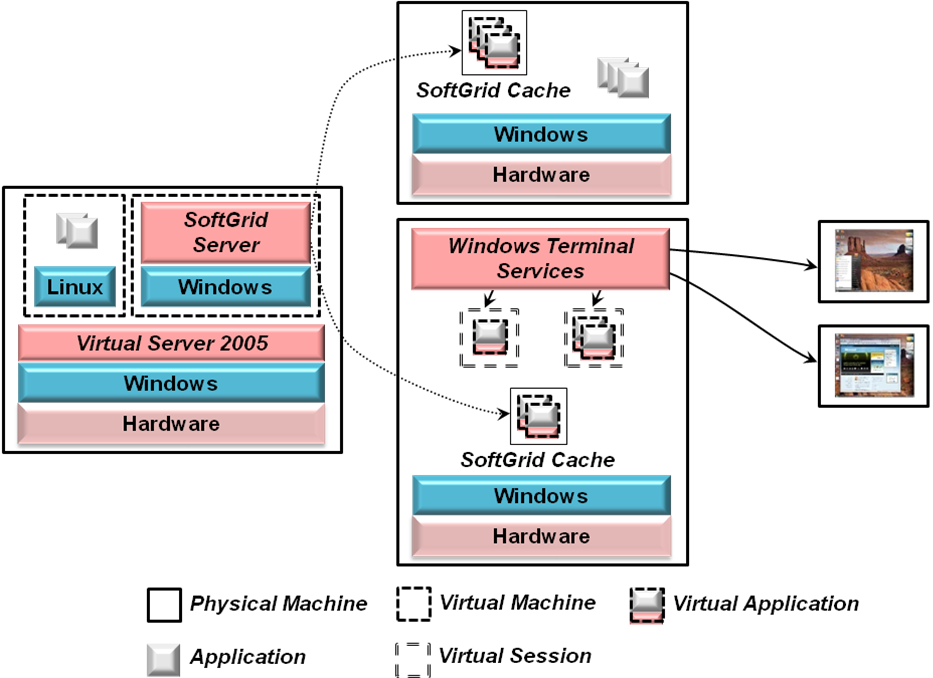 SoftGrid Cache
Windows
Hardware
SoftGrid
Server
Linux
Windows
Virtual Server 2005
Windows
Hardware
Windows Terminal
Services
SoftGrid Cache
Windows
Hardware
Physical Machine
Virtual Machine
Virtual Application
Application
Virtual Session